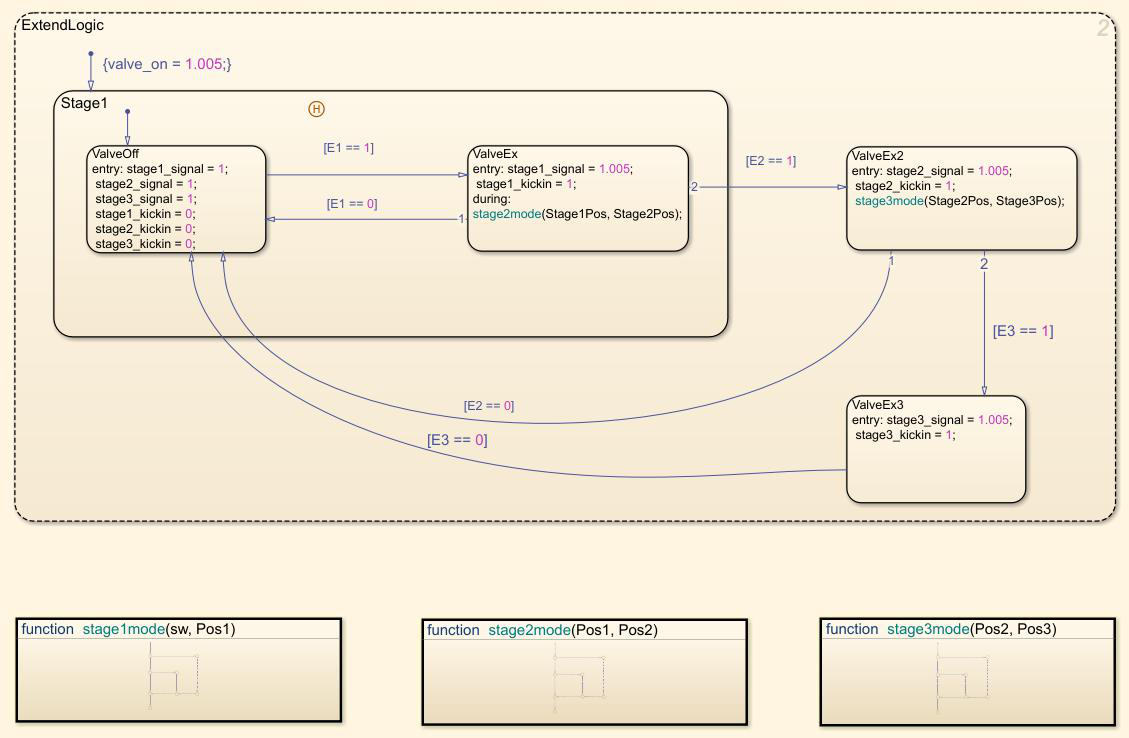 ExtendLogic
2
{valve_on = 1.005;}
Stage1
H
ValveOff
entry: stage1_signal = 1;
stage2_signal = 1;
stage3_signal = 1;
stage1_kickin = 0;
stage2_kickin = 0;
stage3_kickin = 0;
[E1 == 1]
[E1 == 0]
1
ValveEx
entry: stage1_signal = 1.005;
stage1_kickin = 1;
during:
stage2mode(Stage1Pos, Stage2Pos);
2
[E2 == 1]
ValveEx2
entry: stage2_signal = 1.005;
stage2_kickin = 1;
stage3mode(Stage2Pos, Stage3Pos);
1
2
[E3 == 1]
[E2 == 0]
[E3 == 0]
ValveEx3
entry: stage3_signal = 1.005;
stage3_kickin = 1;
function stage1mode(sw, Pos1)
function stage2mode(Pos1, Pos2)
function stage3mode(Pos2, Pos3)